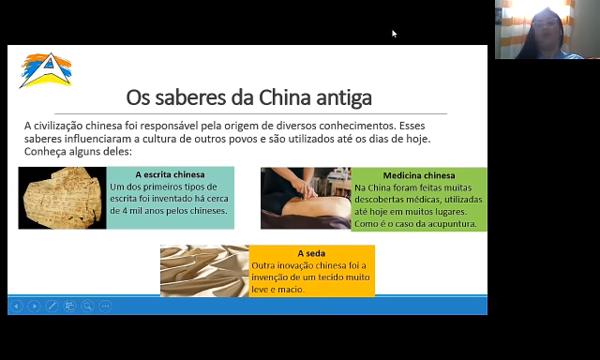 Os saberes da China antiga
A civilização chinesa foi responsável pela origem de diversos conhecimentos. Esses
saberes influenciaram a cultura de outros povos e são utilizados até os dias de hoje.
Conheça alguns deles:
A escrita chinesa
Um dos primeiros tipos de
escrita foi inventado há cerca
de 4 mil anos pelos chineses.
Medicina chinesa
Na China foram feitas muitas
descobertas médicas, utilizadas
até hoje em muitos lugares.
Como é o caso da acupuntura.
A seda
Outra inovação chinesa foi a
invenção de um tecido muito
leve e macio.